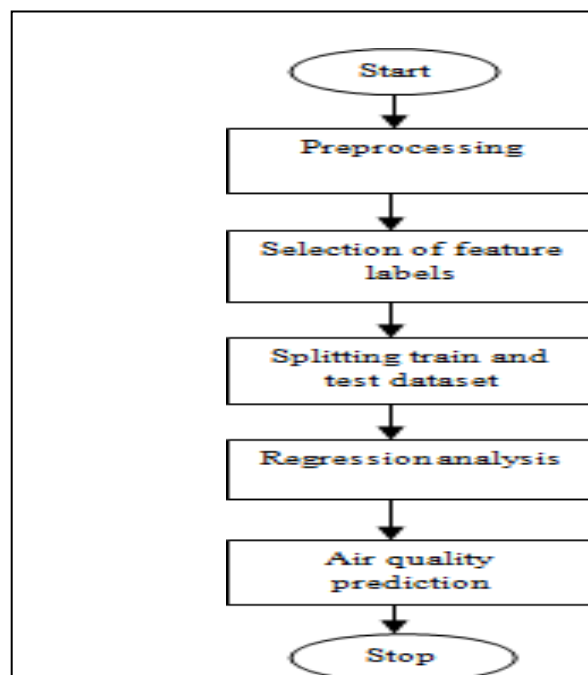 Start
Preprocessing
Selection of feature
labels
Splitting train and
test dataset
Regression analysis
Air quality
prediction
Stop